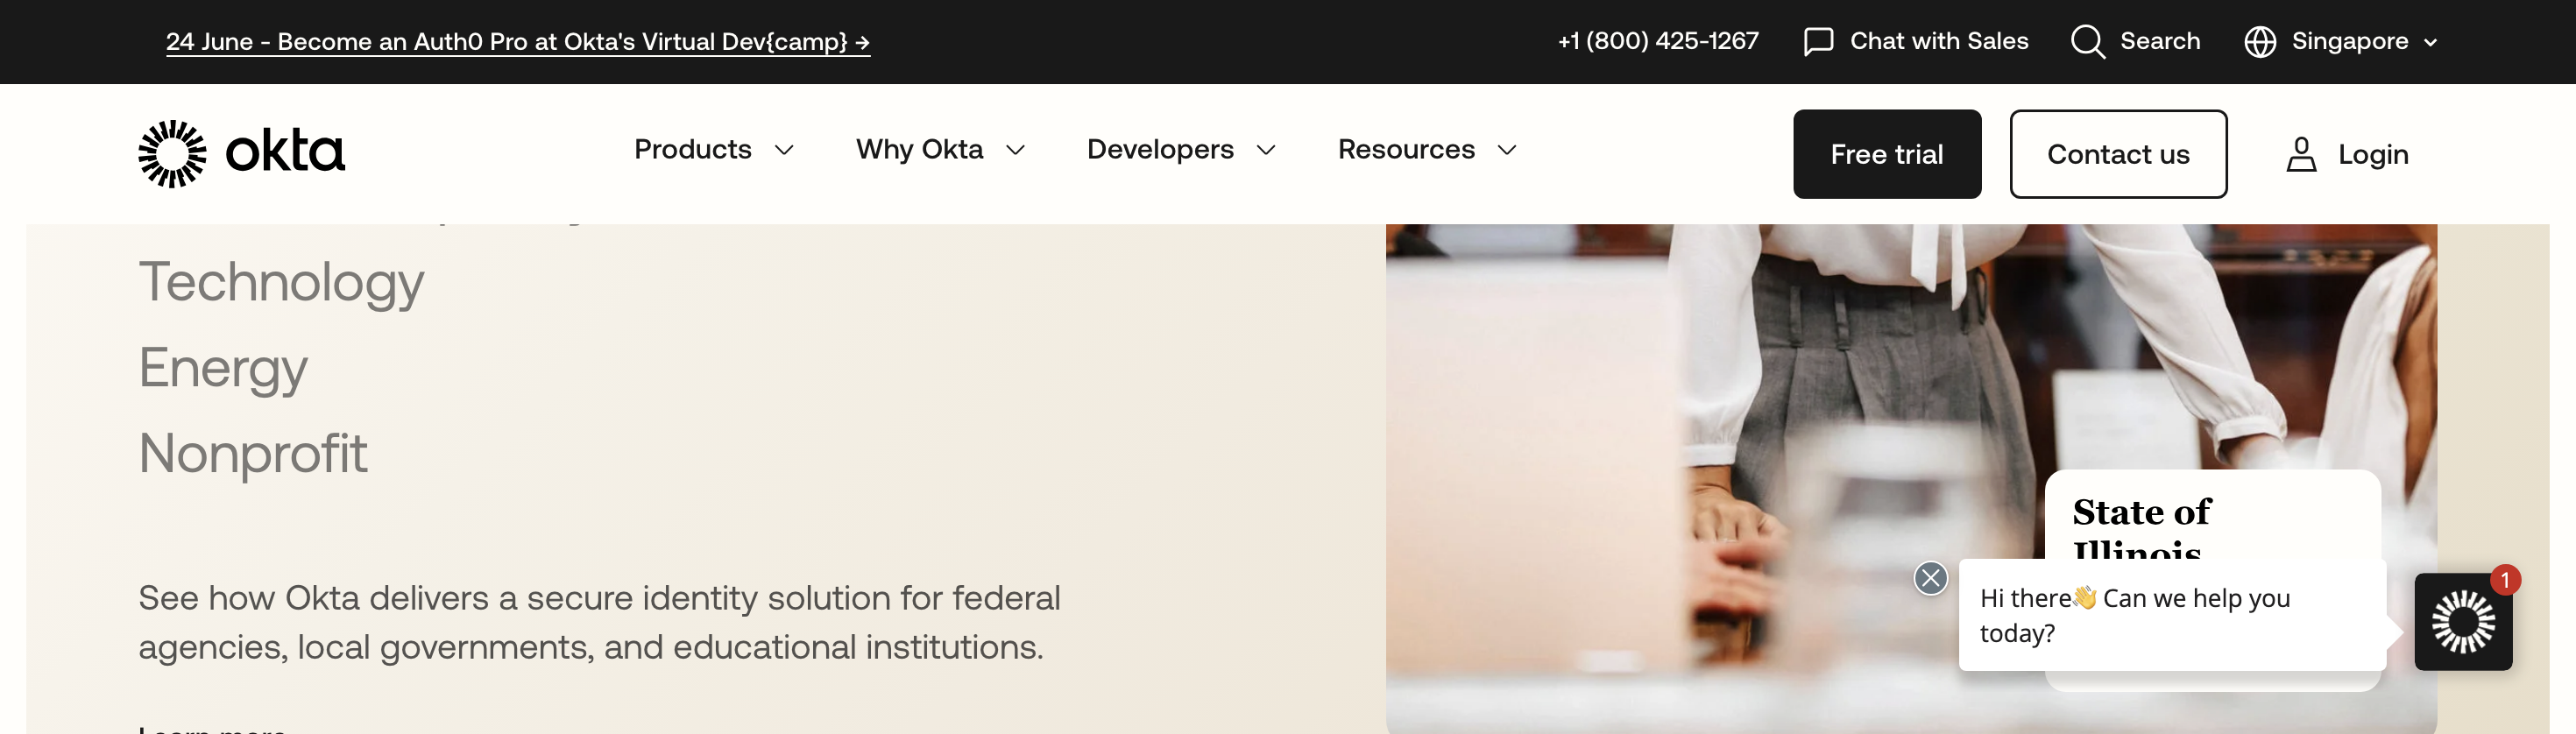 24 June - Become an Auth0 Pro at Okta's Virtual Dev{camp} →
+1 (800) 425-1267
Chat with Sales
Search
Singapore
okta
Products
Why Okta
Developers
Resources
Free trial
Contact us
Login
Technology
Energy
Nonprofit
See how Okta delivers a secure identity solution for federal
agencies, local governments, and educational institutions.
Learn more
State of
Illinois
Hi there👋 Can we help you
today?
1